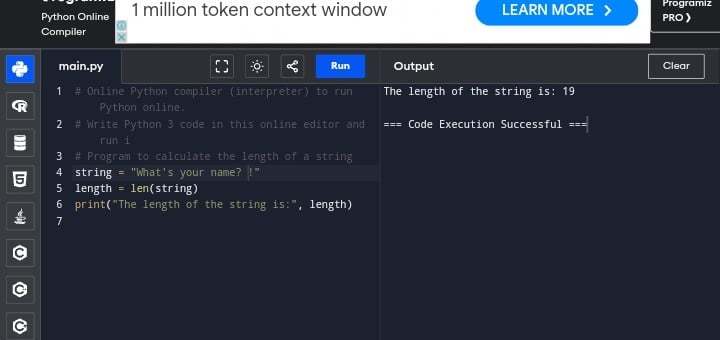 Python Online
Compiler
1 million token context window
LEARN MORE
Programiz
PRO
main.py
Run
Output
Clear
1 # Online Python compiler (interpreter) to run
Python online.
2 # Write Python 3 code in this online editor and
run i
3 # Program to calculate the length of a string
4 string = "What's your name? !"
5 length = len(string)
6 print("The length of the string is:", length)
7
The length of the string is: 19
=== Code Execution Successful ===